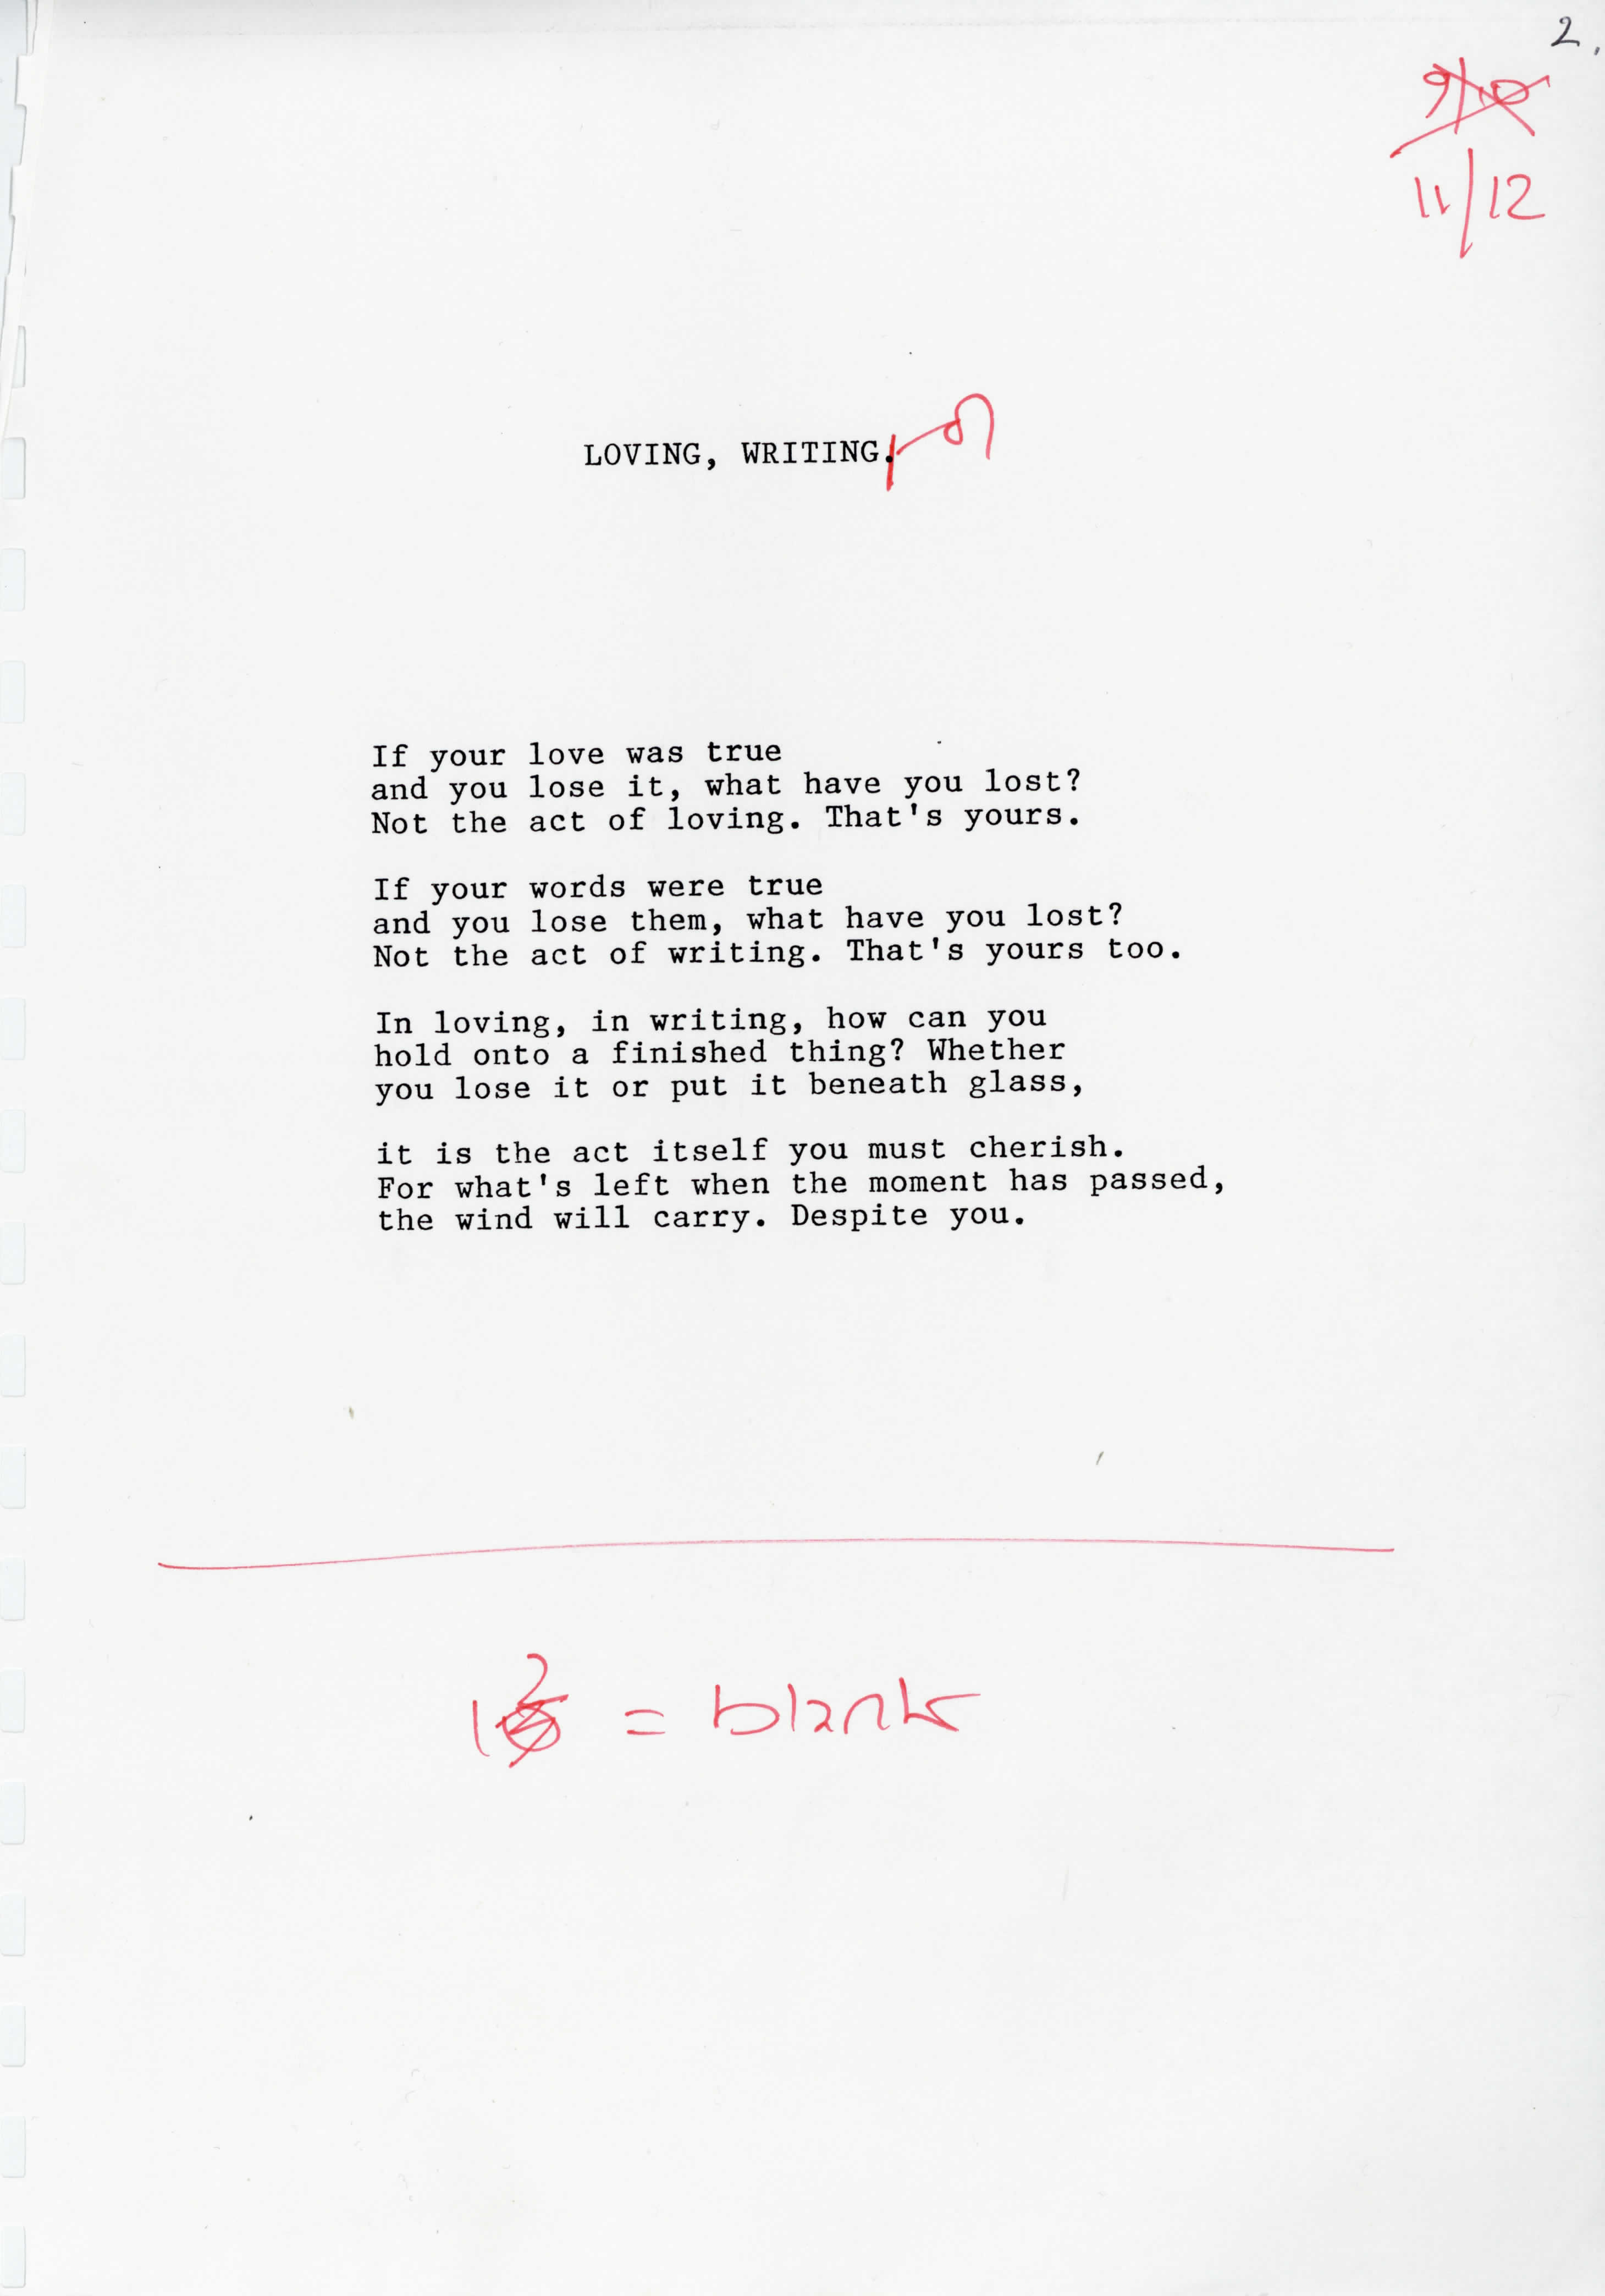 2.
9/10
11/12
LOVING, WRITING.
If your love was true
and you lose it, what have you lost?
Not the act of loving. That's yours.
If your words were true
and you lose them, what have you lost?
Not the act of writing. That's yours too.
In loving, in writing, how can you
hold onto a finished thing? Whether
you lose it or put it beneath glass,
it is the act itself you must cherish.
For what's left when the moment has passed,
the wind will carry. Despite you.
12 = blank